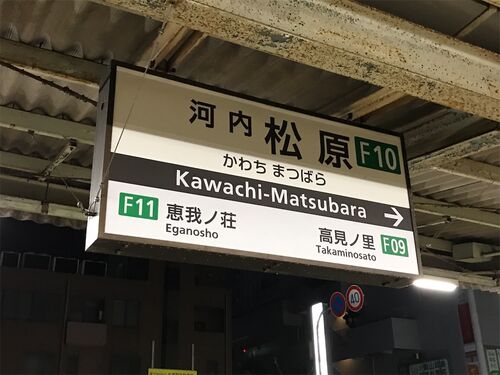 河内 松原 F10
かわち まつばら
Kawachi-Matsubara
F11 恵我ノ荘
Eganosho
高見ノ里 F09
Takaminosato
40